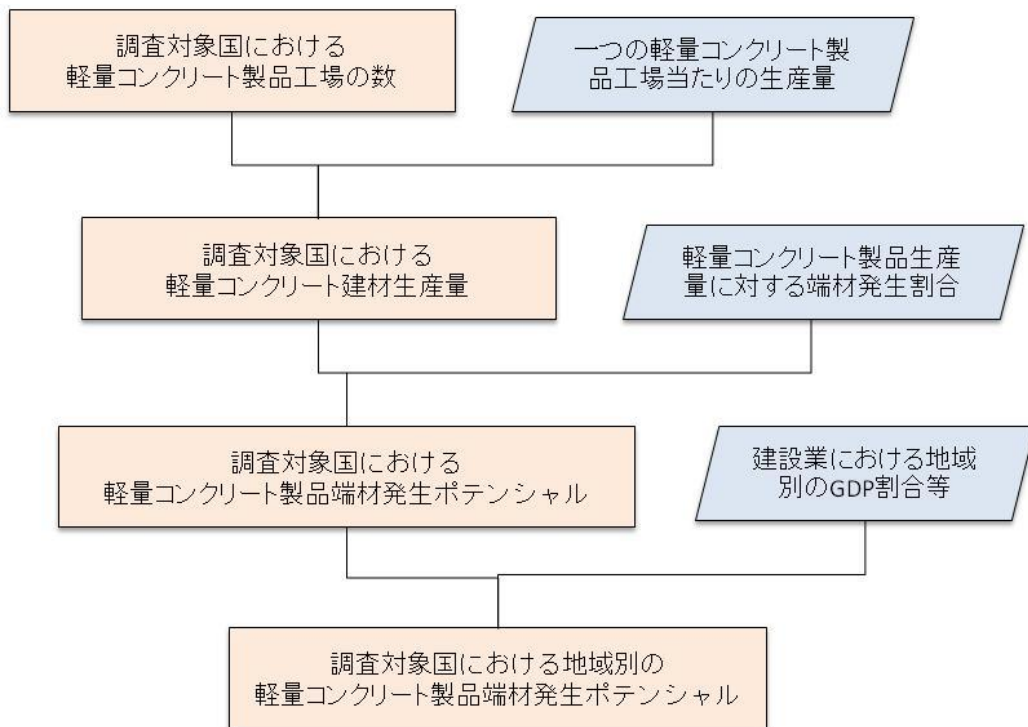 調査対象国における
軽量コンクリート製品工場の数
一つの軽量コンクリート製
品工場当たりの生産量
調査対象国における
軽量コンクリート建材生産量
軽量コンクリート製品生産
量に対する端材発生割合
調査対象国における
軽量コンクリート製品端材発生ポテンシャル
建設業における地域
別のGDP割合等
調査対象国における地域別の
軽量コンクリート製品端材発生ポテンシャル